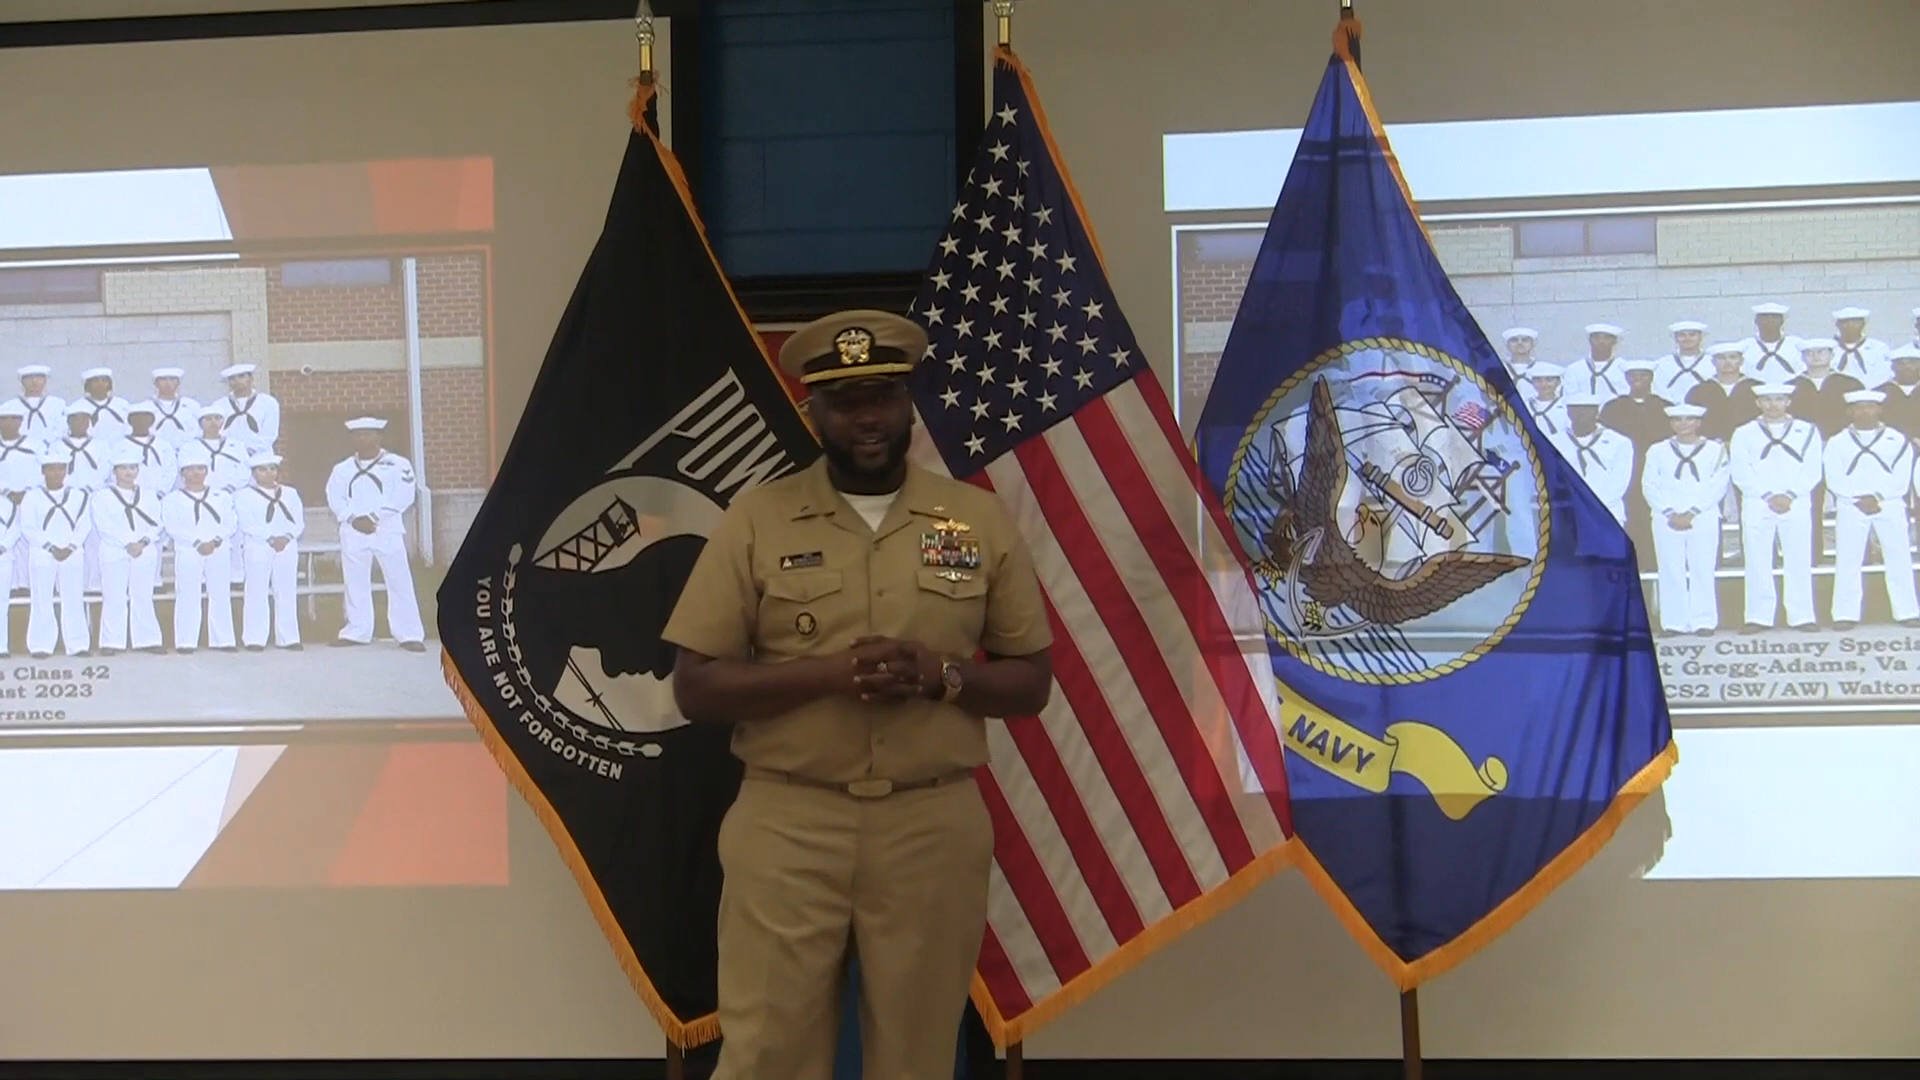 POW
YOU ARE NOT FORGOTTEN
NAVY
s Class 42
ust 2023
rrance
avy Culinary Specia
t Gregg-Adams, Va
CS2 (SW/AW) Walton